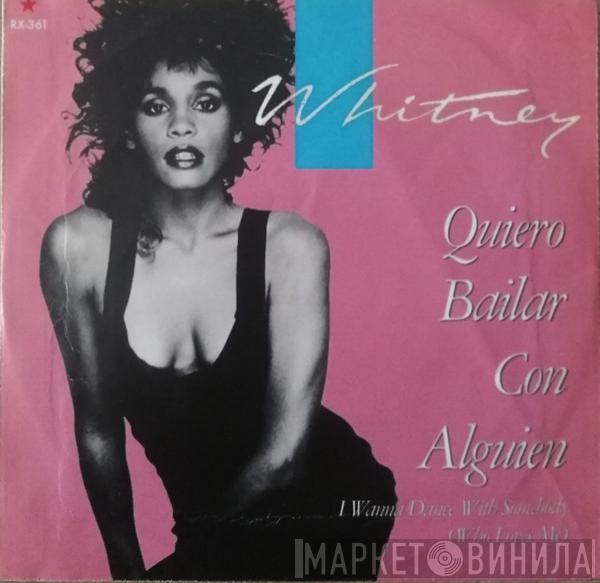 RX-361
Whitney
Quiero
Bailar
Con
Alguien
I Wanna Dance With Somebody
(Who Loves Me)
МАРКЕТ ВИНИЛА